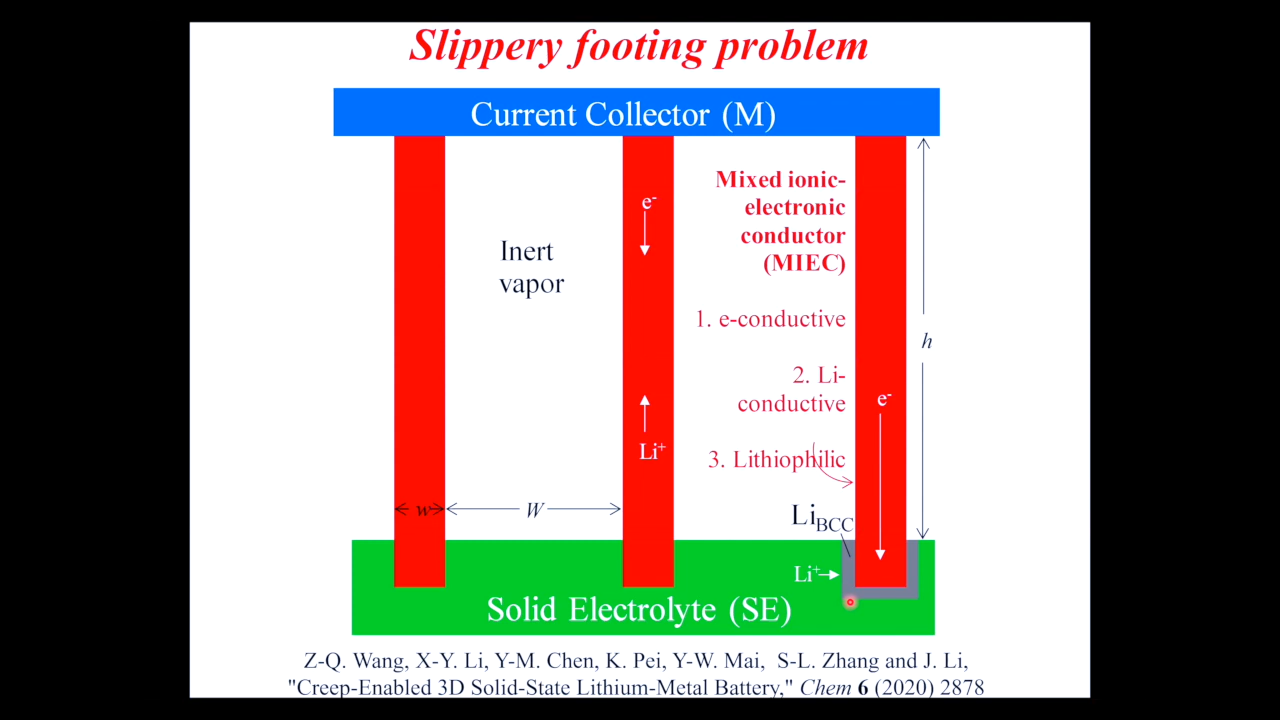 Slippery footing problem
Current Collector (M)
Mixed ionic-
electronic
conductor
(MIEC)
e-
Inert
vapor
1. e-conductive
h
2. Li-
conductive
e-
Li+
3. Lithiophilic
w
W
LiBCC
Li+
Solid Electrolyte (SE)
Z-Q. Wang, X-Y. Li, Y-M. Chen, K. Pei, Y-W. Mai, S-L. Zhang and J. Li,
"Creep-Enabled 3D Solid-State Lithium-Metal Battery," Chem 6 (2020) 2878